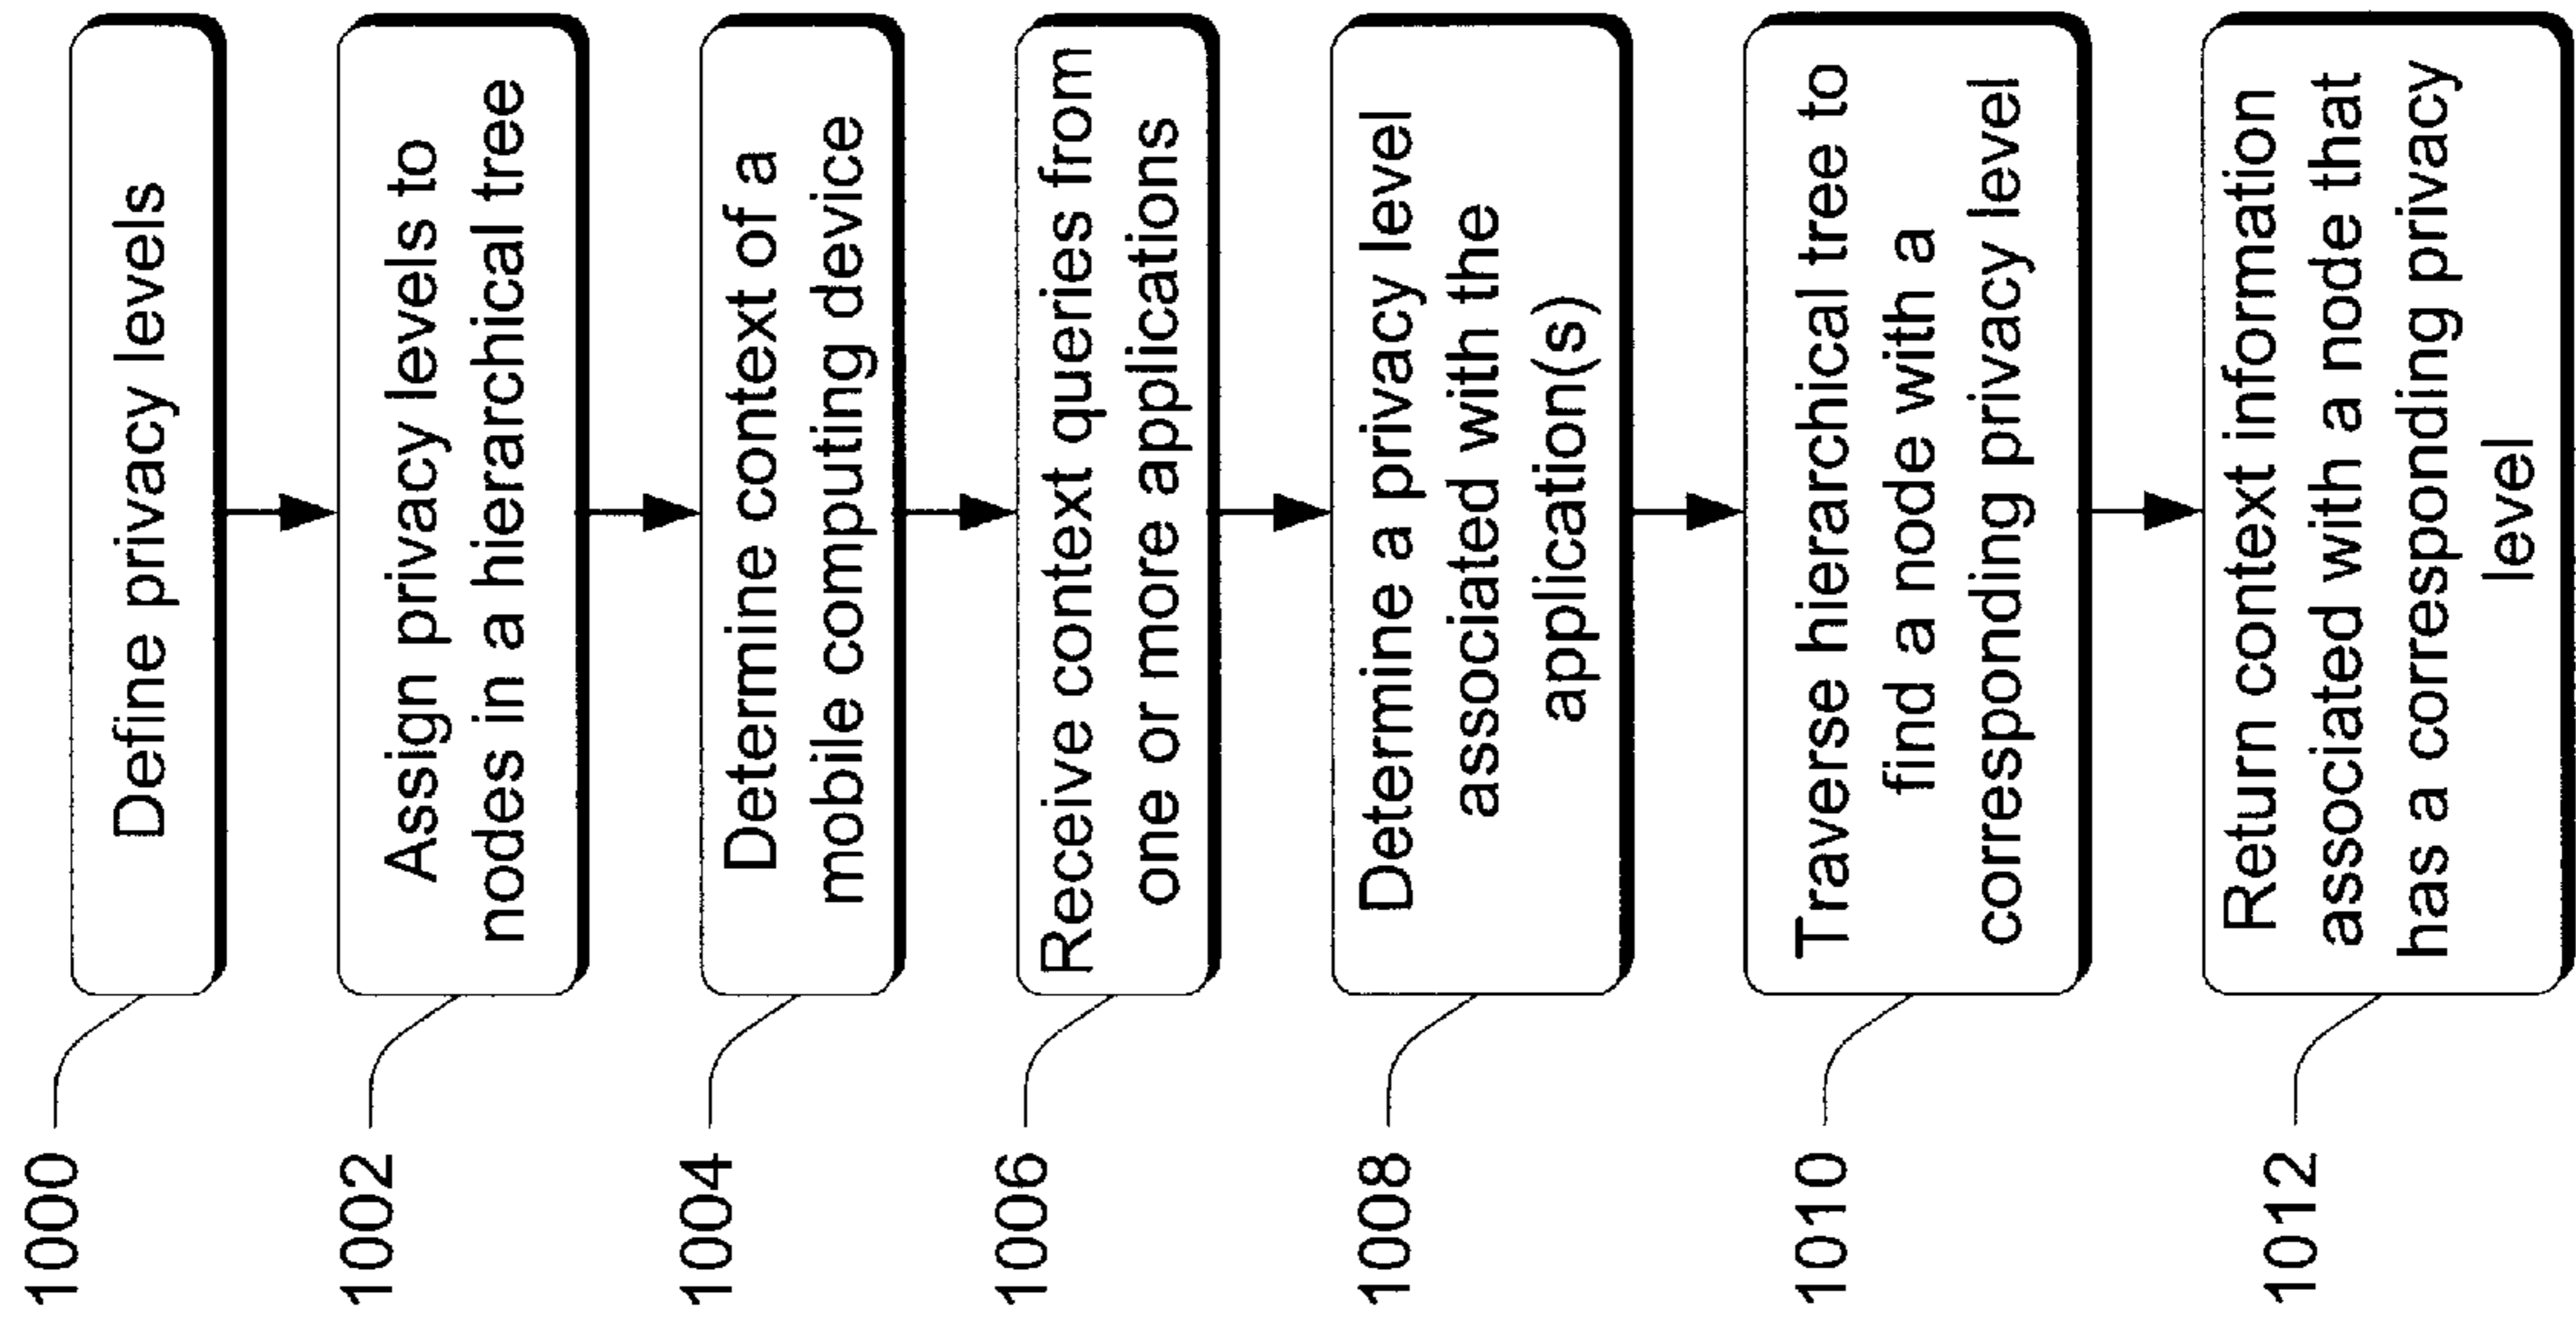 1000
Define privacy levels
1002
Assign privacy levels to
nodes in a hierarchical tree
1004
Determine context of a
mobile computing device
1006
Receive context queries from
one or more applications
1008
Determine a privacy level
associated with the
application(s)
1010
Traverse hierarchical tree to
find a node with a
corresponding privacy level
1012
Return context information
associated with a node that
has a corresponding privacy
level